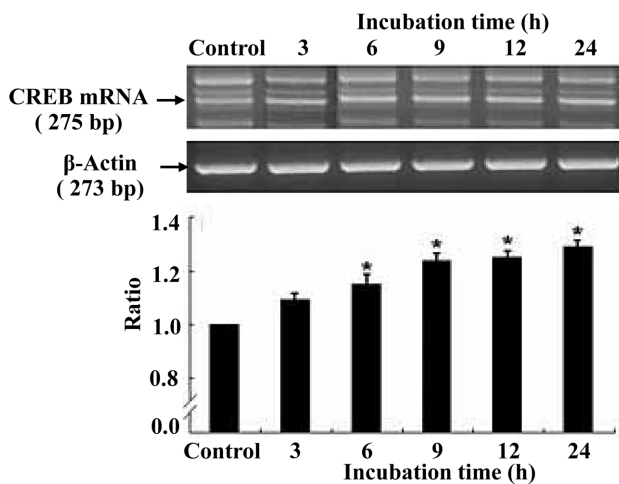 Incubation time (h)
Control 3 6 9 12 24
CREB mRNA
( 275 bp)
β-Actin
( 273 bp)
1.4
1.2
1.0
0.8
0.0
Ratio
* * * *
Control 3 6 9 12 24
Incubation time (h)